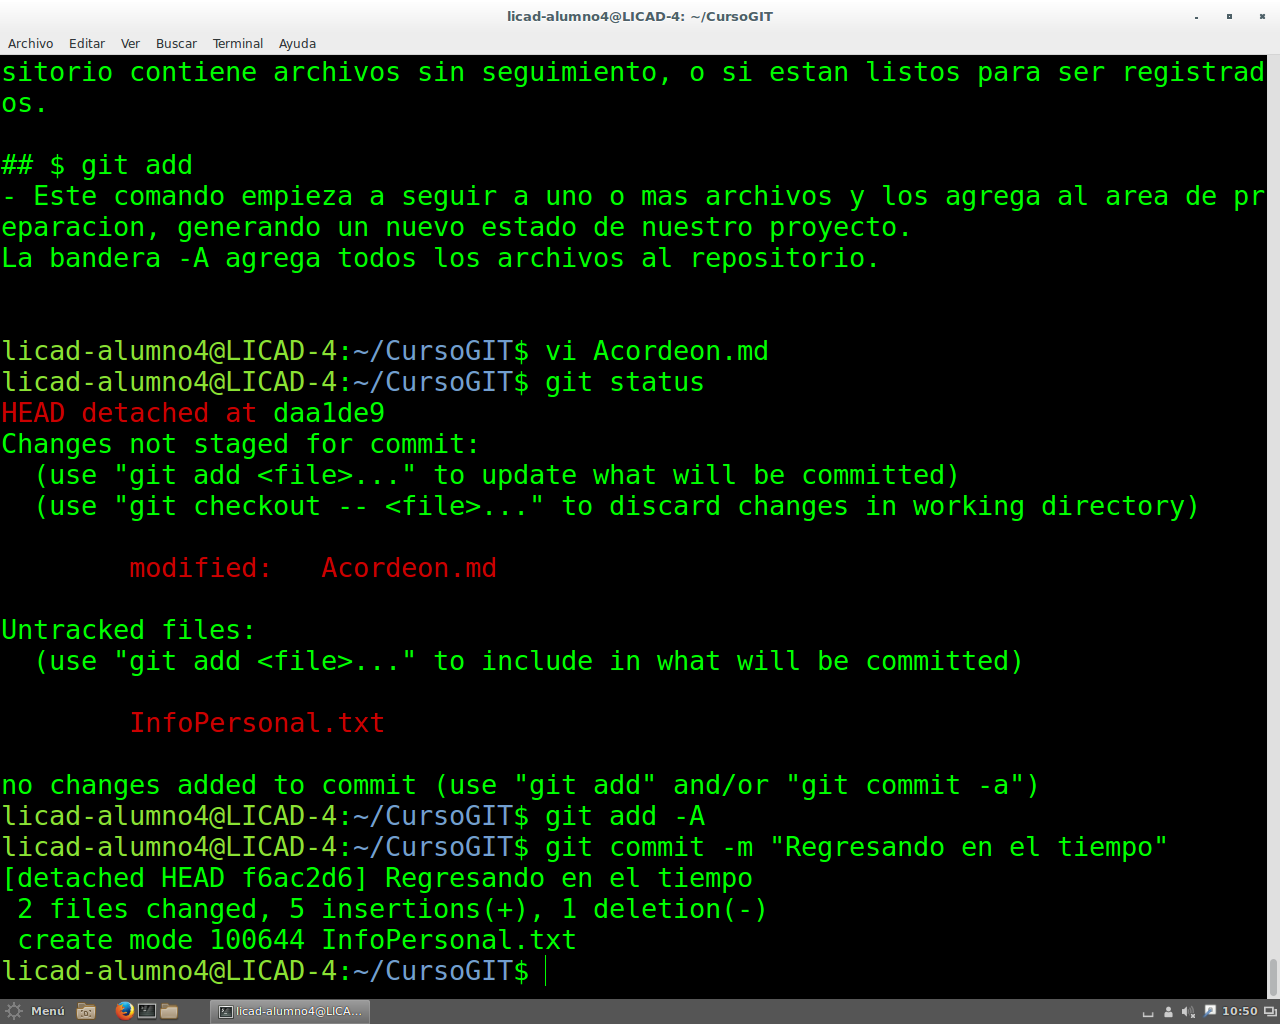 licad-alumno4@LICAD-4: ~/CursoGIT
Archivo Editar Ver Buscar Terminal Ayuda
sitorio contiene archivos sin seguimiento, o si estan listos para ser registrad
os.
## $ git add
- Este comando empieza a seguir a uno o mas archivos y los agrega al area de pr
eparacion, generando un nuevo estado de nuestro proyecto.
La bandera -A agrega todos los archivos al repositorio.
licad-alumno4@LICAD-4:~/CursoGIT$ vi Acordeon.md
licad-alumno4@LICAD-4:~/CursoGIT$ git status
HEAD detached at daa1de9
Changes not staged for commit:
  (use "git add <file>..." to update what will be committed)
  (use "git checkout -- <file>..." to discard changes in working directory)
        modified:   Acordeon.md
Untracked files:
  (use "git add <file>..." to include in what will be committed)
        InfoPersonal.txt
no changes added to commit (use "git add" and/or "git commit -a")
licad-alumno4@LICAD-4:~/CursoGIT$ git add -A
licad-alumno4@LICAD-4:~/CursoGIT$ git commit -m "Regresando en el tiempo"
[detached HEAD f6ac2d6] Regresando en el tiempo
 2 files changed, 5 insertions(+), 1 deletion(-)
 create mode 100644 InfoPersonal.txt
licad-alumno4@LICAD-4:~/CursoGIT$
Menú licad-alumno4@LICA... 10:50